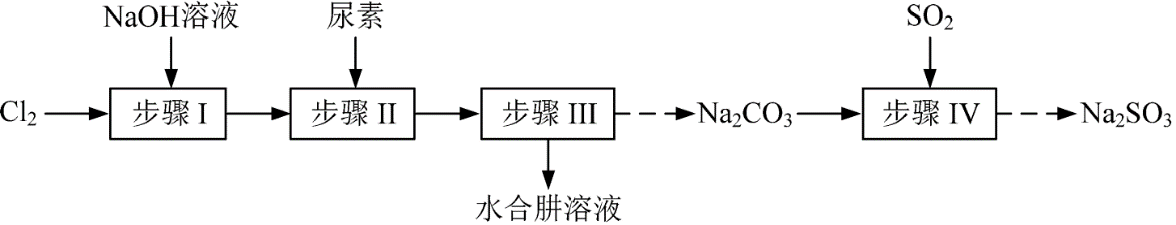 NaOH溶液 尿素 SO₂
Cl₂ 步骤 I 步骤 II 步骤 III Na₂CO₃ 步骤 IV Na₂SO₃
水合肼溶液